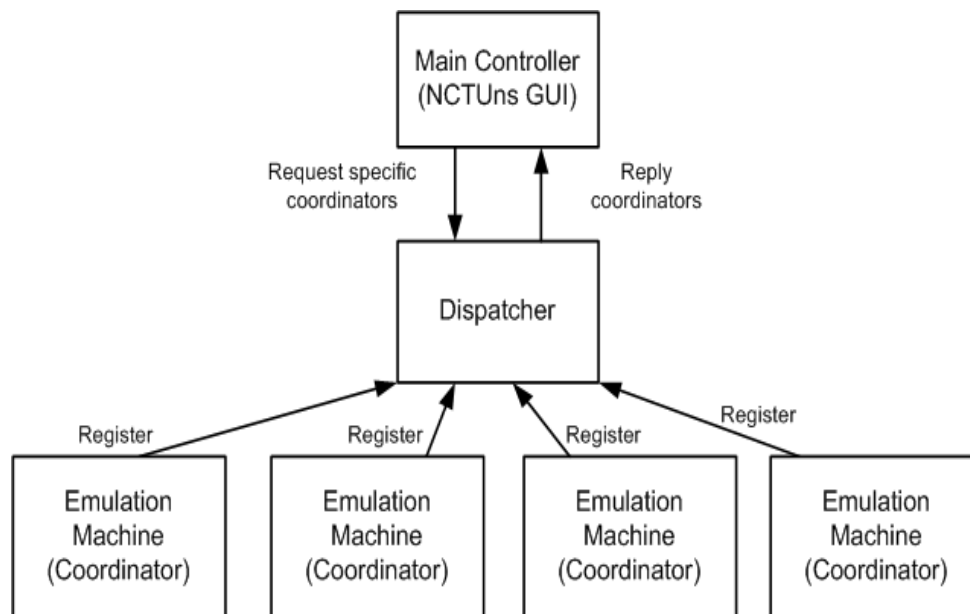 Main Controller
(NCTUns GUI)
Request specific
coordinators
Reply
coordinators
Dispatcher
Register
Register
Register
Register
Emulation
Machine
(Coordinator)
Emulation
Machine
(Coordinator)
Emulation
Machine
(Coordinator)
Emulation
Machine
(Coordinator)